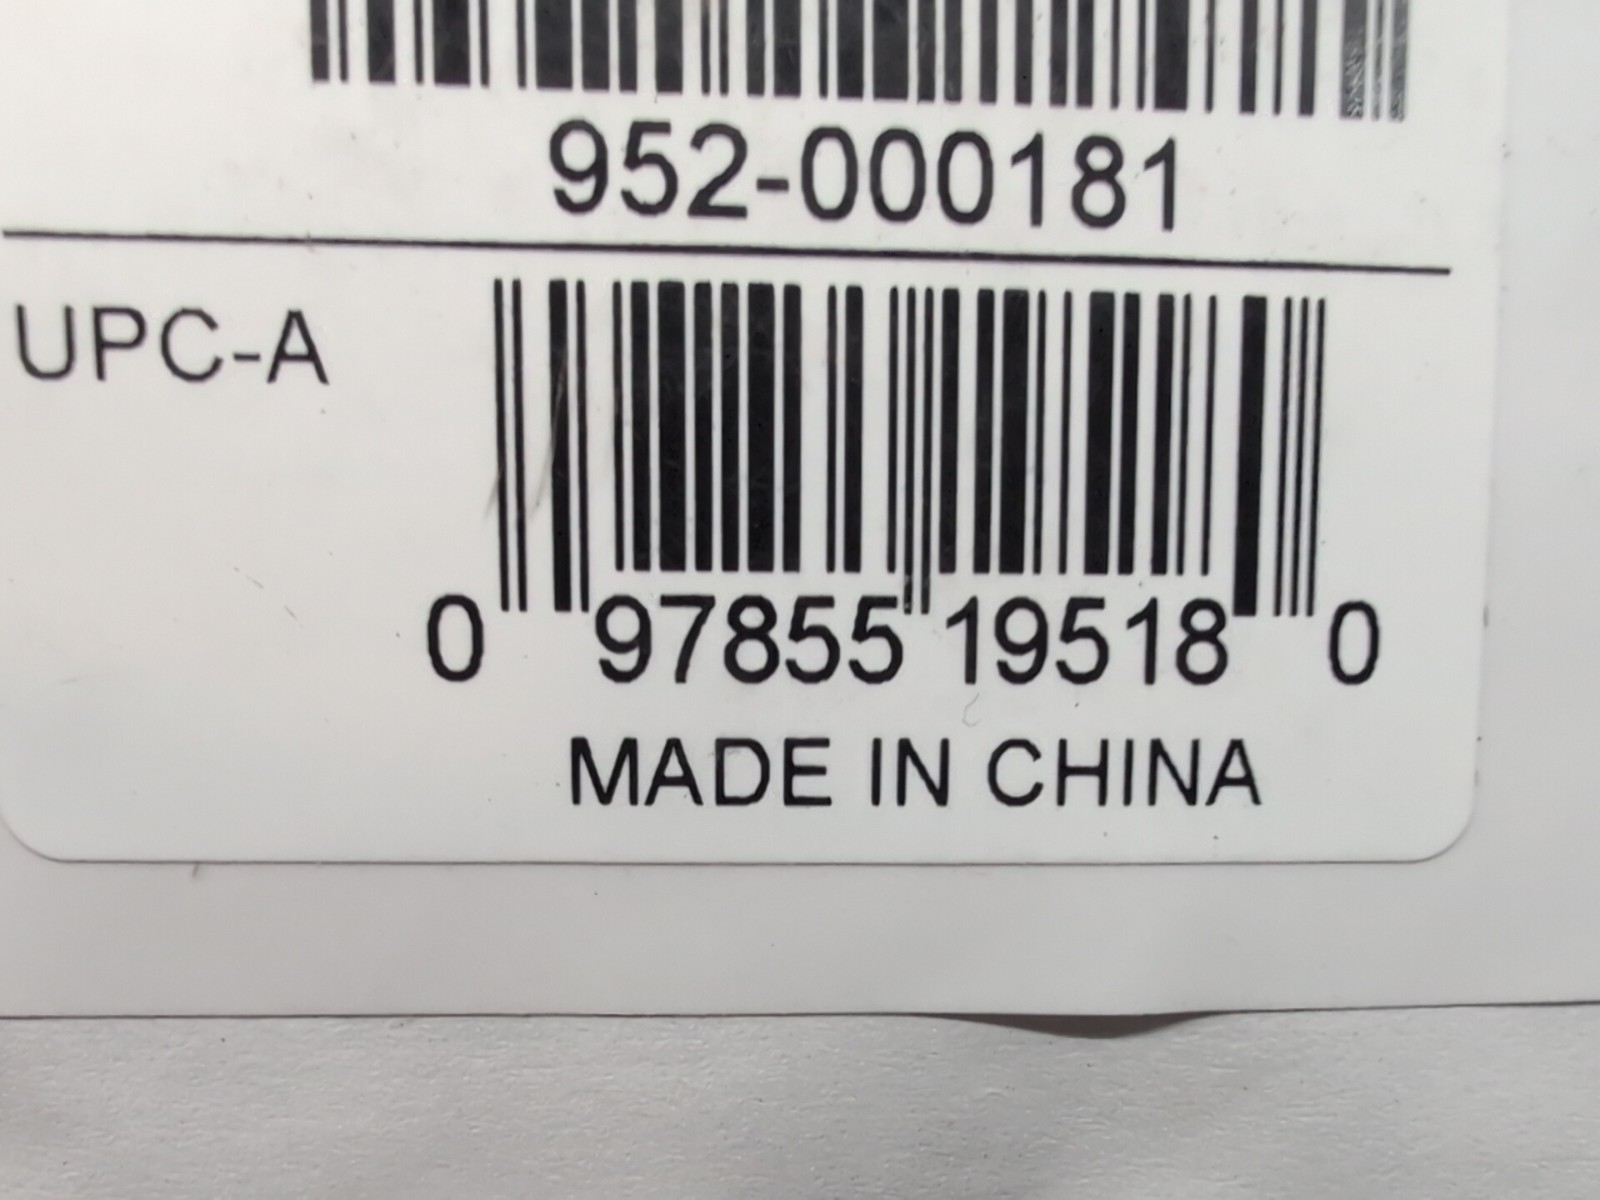 952-000181
UPC-A
0 97855 19518 0
MADE IN CHINA